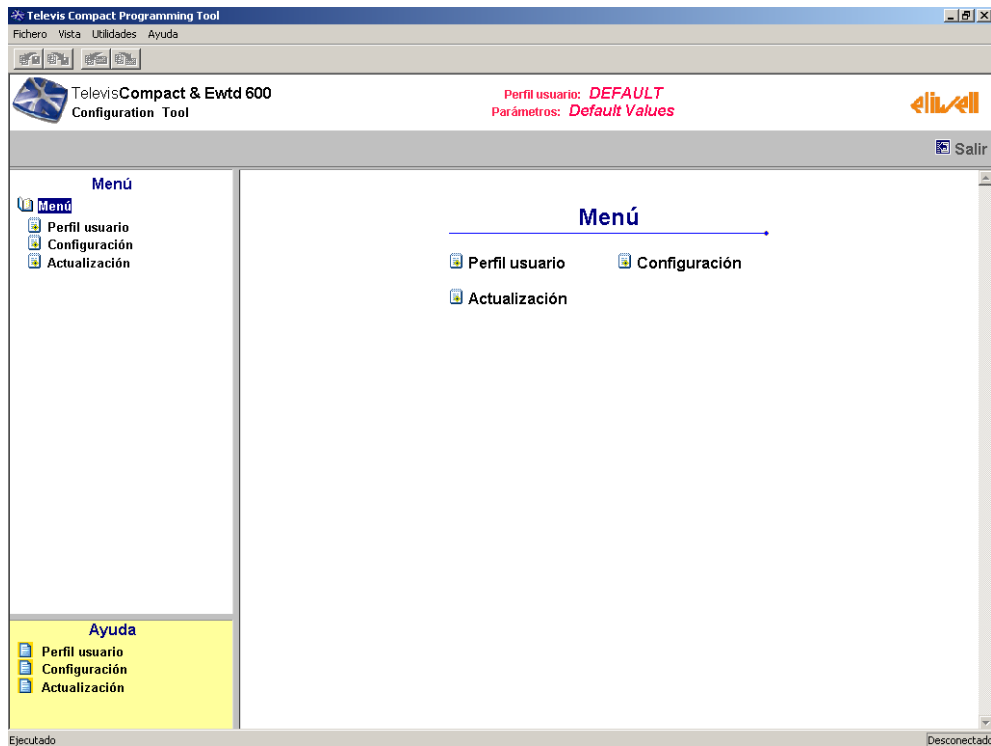 Televis Compact Programming Tool
Fichero Vista Utilidades Ayuda
TelevisCompact & Ewtd 600
Configuration Tool
Perfil usuario: DEFAULT
Parámetros: Default Values
eliwell
Salir
Menú
Menú
Perfil usuario
Configuración
Actualización
Menú
Perfil usuario Configuración
Actualización
Ayuda
Perfil usuario
Configuración
Actualización
Ejecutado Desconectado